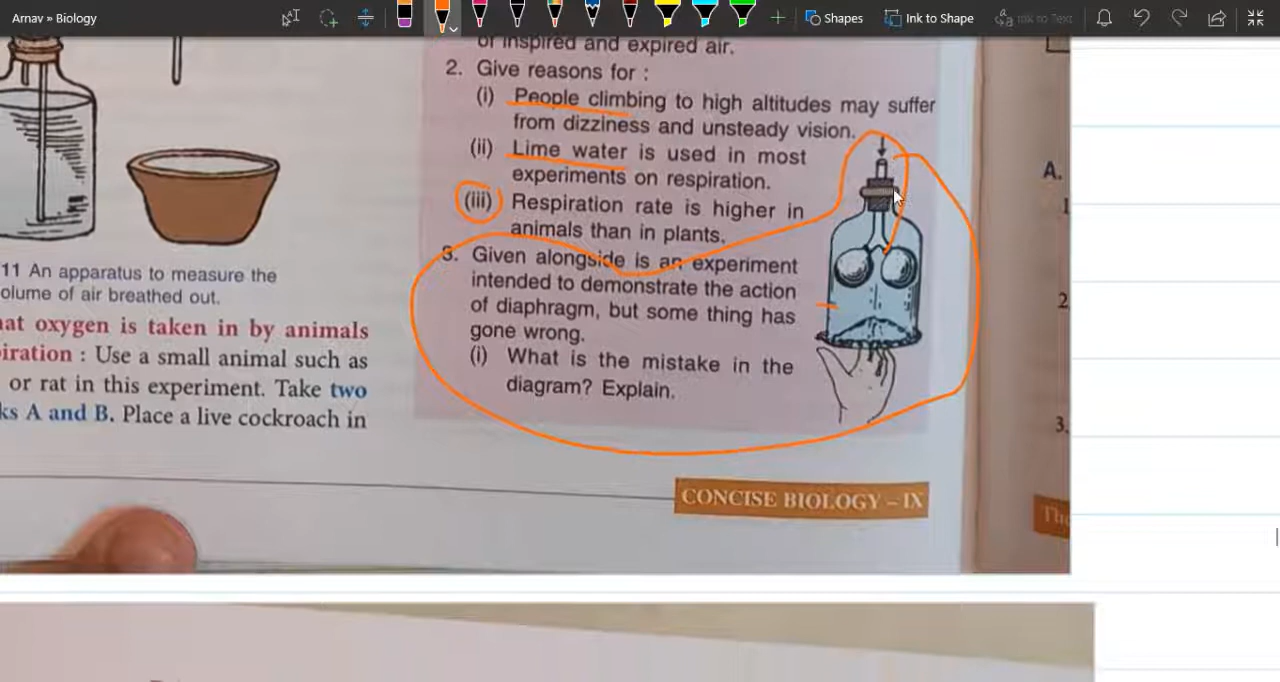 Arnav » Biology
Shapes
Ink to Shape
Ink to Text
of inspired and expired air.
2. Give reasons for :
(i) People climbing to high altitudes may suffer
from dizziness and unsteady vision.
(ii) Lime water is used in most
experiments on respiration.
(iii) Respiration rate is higher in
animals than in plants.
3. Given alongside is an experiment
intended to demonstrate the action
of diaphragm, but some thing has
gone wrong.
(i) What is the mistake in the
diagram? Explain.
11 An apparatus to measure the
olume of air breathed out.
hat oxygen is taken in by animals
iration : Use a small animal such as
or rat in this experiment. Take two
ks A and B. Place a live cockroach in
CONCISE BIOLOGY – IX
A.
1
2
3.
The